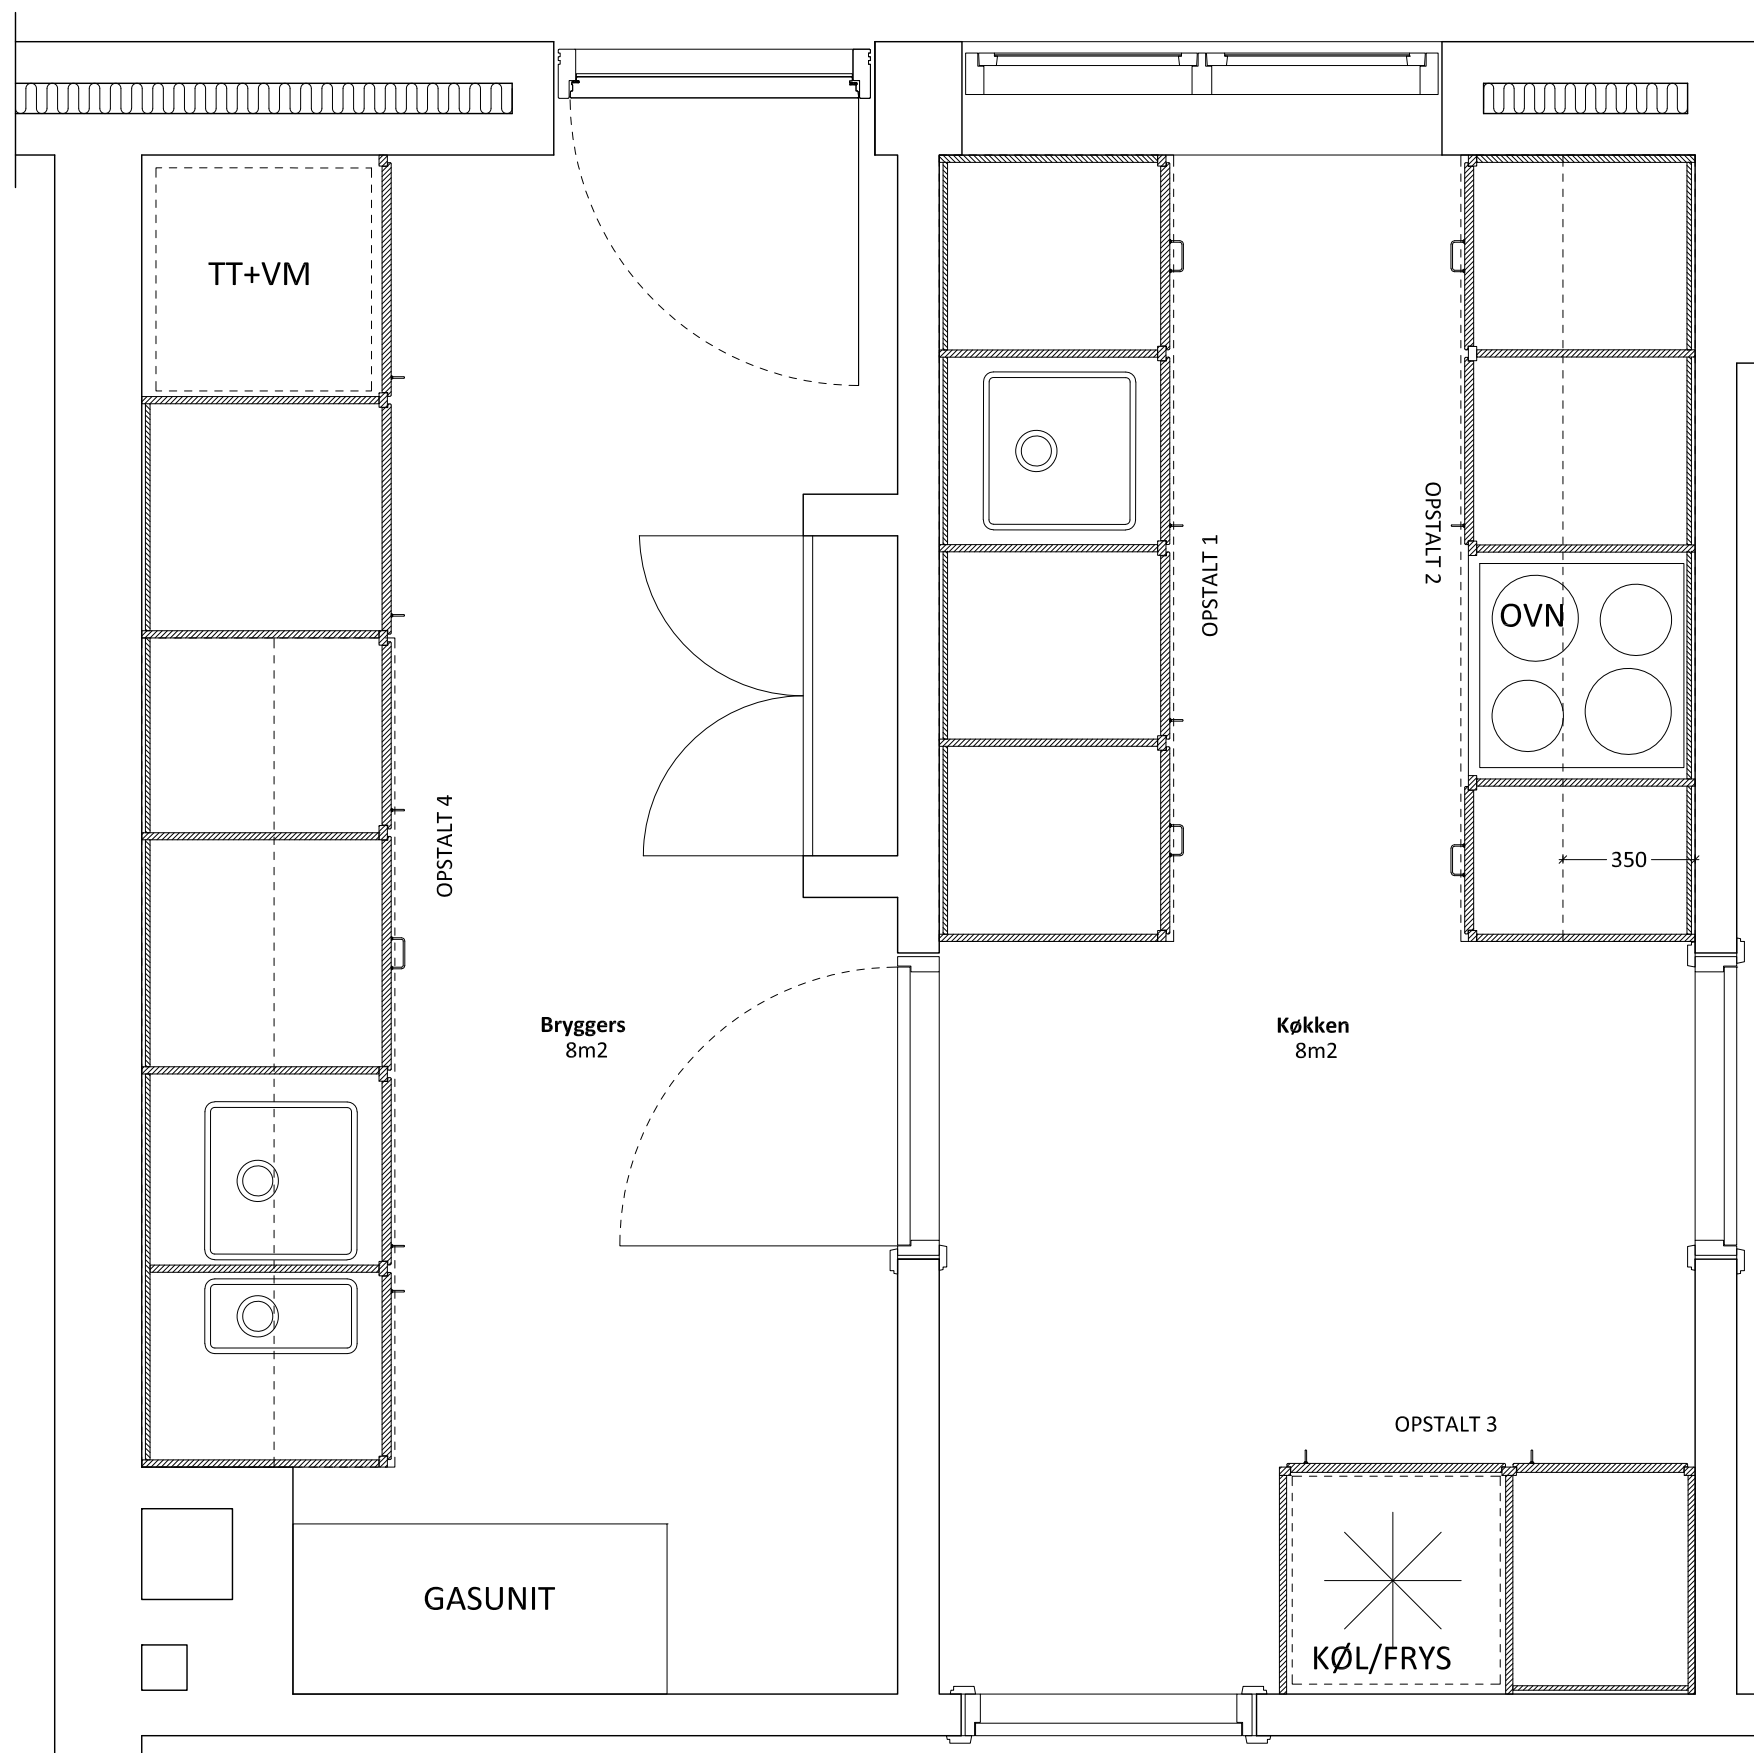 TT+VM
OPSTALT 1
OPSTALT 2
OVN
OPSTALT 4
350
Bryggers
8m2
Køkken
8m2
OPSTALT 3
GASUNIT
KØL/FRYS